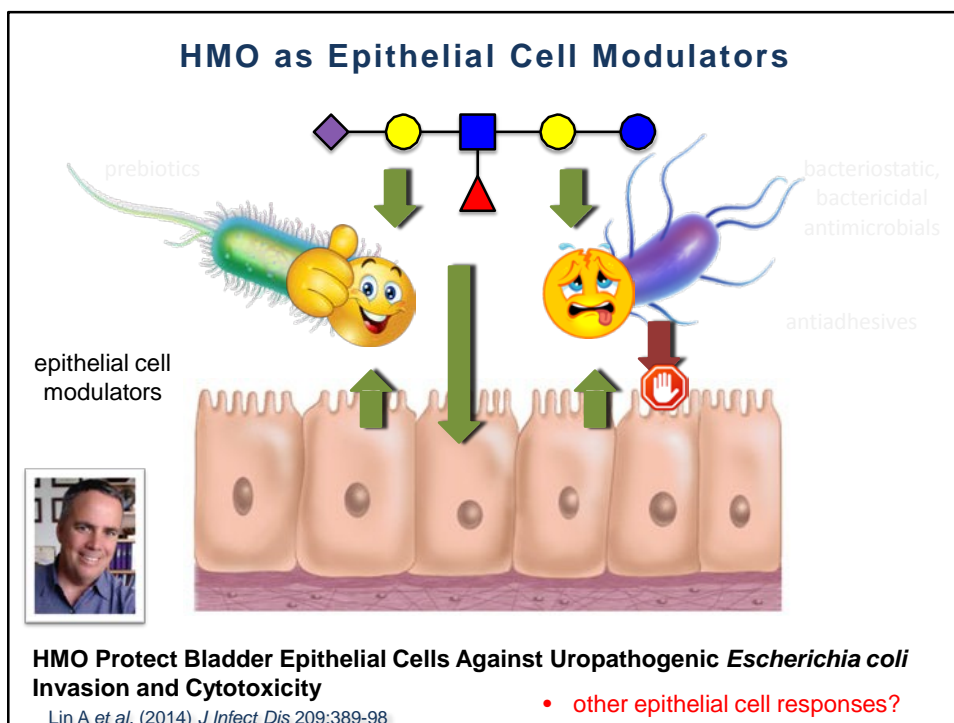 HMO as Epithelial Cell Modulators
prebiotics
bacteriostatic,
bactericidal
antimicrobials
antiadhesives
epithelial cell
modulators
HMO Protect Bladder Epithelial Cells Against Uropathogenic Escherichia coli
Invasion and Cytotoxicity
Lin A et al. (2014) J Infect Dis 209:389-98
• other epithelial cell responses?